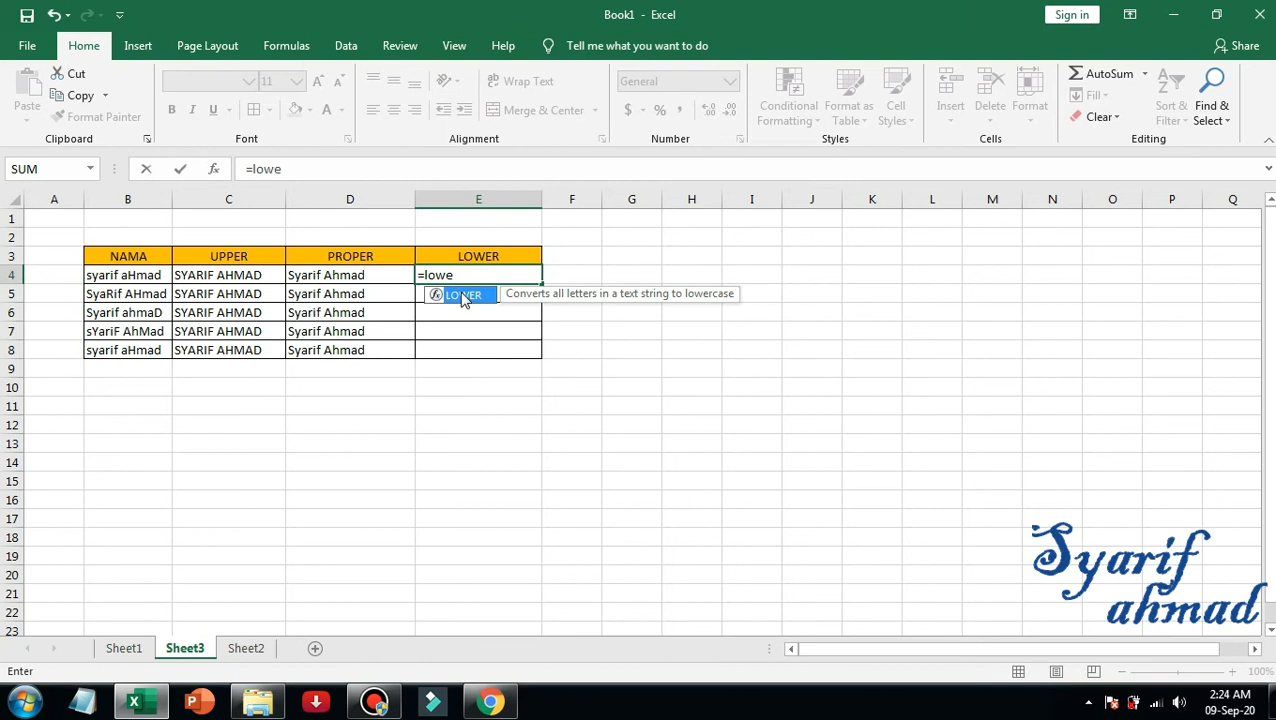 Book1 - Excel
Sign in
File Home Insert Page Layout Formulas Data Review View Help Tell me what you want to do Share
Paste
Cut
Copy
Format Painter
Clipboard
11
B I U A
Font
Wrap Text
Merge & Center
Alignment
General
$ % ,
Number
Conditional Formatting
Format as Table
Cell Styles
Styles
Insert Delete Format
Cells
AutoSum
Fill
Clear
Sort & Filter
Find & Select
Editing
SUM fx =lowe
A B C D E F G H I J K L M N O P Q
1
2
3 NAMA UPPER PROPER LOWER
4 syarif aHmad SYARIF AHMAD Syarif Ahmad =lowe
5 SyaRif AHmad SYARIF AHMAD Syarif Ahmad LOWER Converts all letters in a text string to lowercase
6 Syarif ahmaD SYARIF AHMAD Syarif Ahmad
7 sYariF AhMad SYARIF AHMAD Syarif Ahmad
8 syarif aHmad SYARIF AHMAD Syarif Ahmad
9
10
11
12
13
14
15
16
17
18
19
20
21
22
23
Syarif
ahmad
Sheet1 Sheet3 Sheet2
Enter 100%
2:24 AM
09-Sep-20